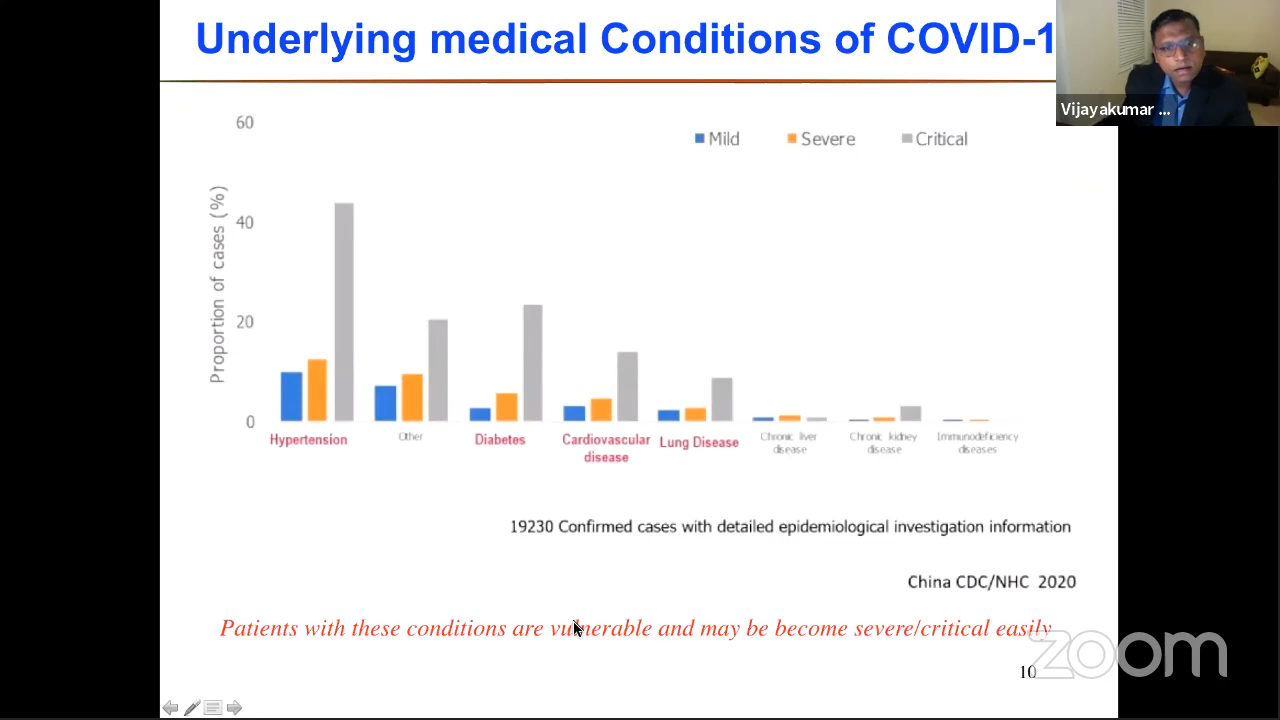 Underlying medical Conditions of COVID-1
Vijayakumar ...
60
Mild
Severe
Critical
Proportion of cases (%)
40
20
0
Hypertension
Other
Diabetes
Cardiovascular
disease
Lung Disease
Chronic liver
disease
Chronic kidney
disease
Immunodeficiency
diseases
19230 Confirmed cases with detailed epidemiological investigation information
China CDC/NHC 2020
Patients with these conditions are vulnerable and may be become severe/critical easily
zoom
10